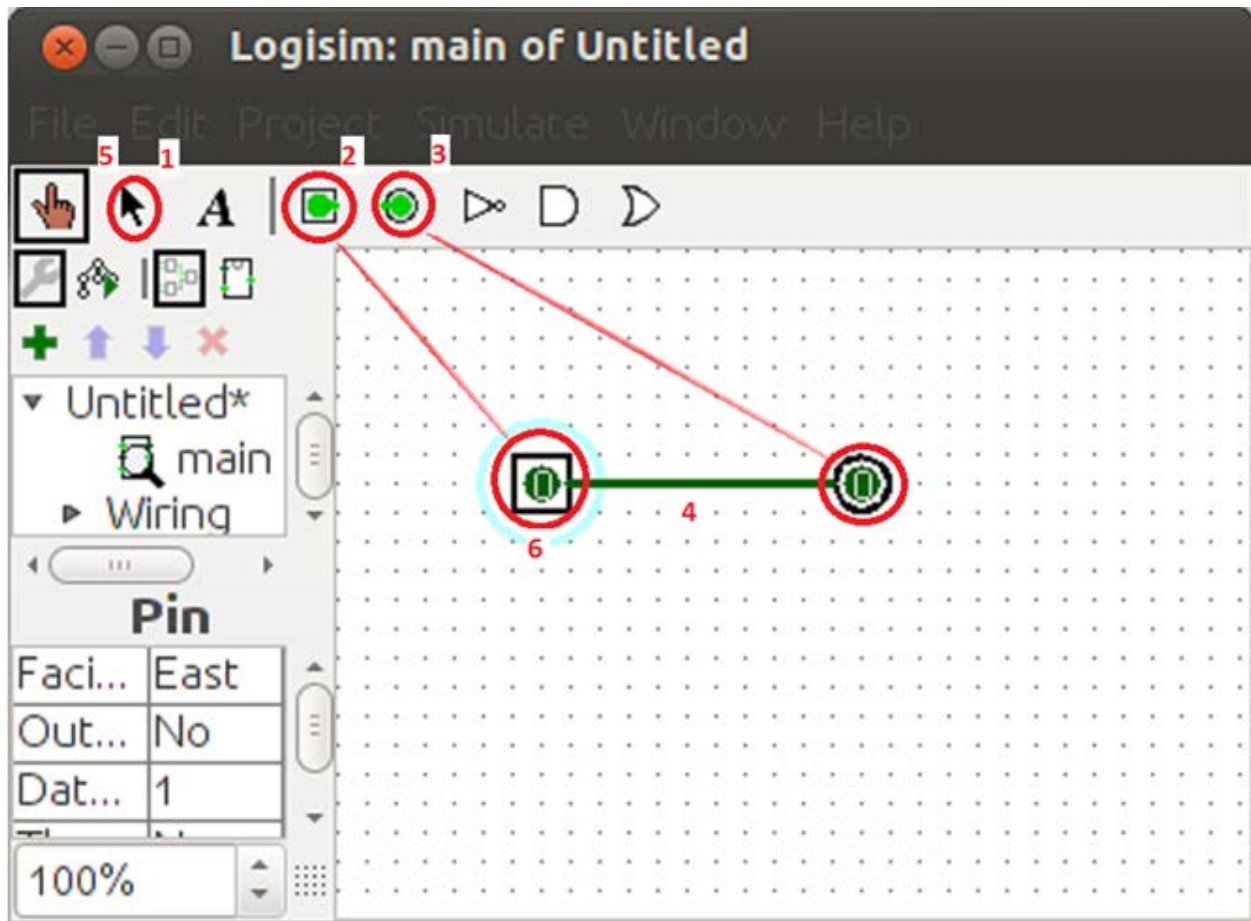 Logisim: main of Untitled
File Edit Project Simulate Window Help
5 1 2 3
A
Untitled*
main
Wiring
4
6
Pin
Faci... East
Out... No
Dat... 1
100%